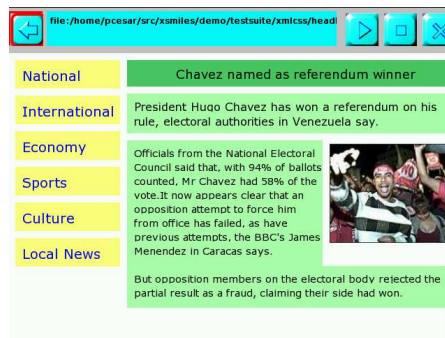 file:/home/pcesar/src/xsmiles/demo/testsuite/xmlcss/headl
National
International
Economy
Sports
Culture
Local News
Chavez named as referendum winner
President Hugo Chavez has won a referendum on his
rule, electoral authorities in Venezuela say.
Officials from the National Electoral
Council said that, with 94% of ballots
counted, Mr Chavez had 58% of the
vote.It now appears clear that an
opposition attempt to force him
from office has failed, as have
previous attempts, the BBC's James
Menendez in Caracas says.
But opposition members on the electoral body rejected the
partial result as a fraud, claiming their side had won.